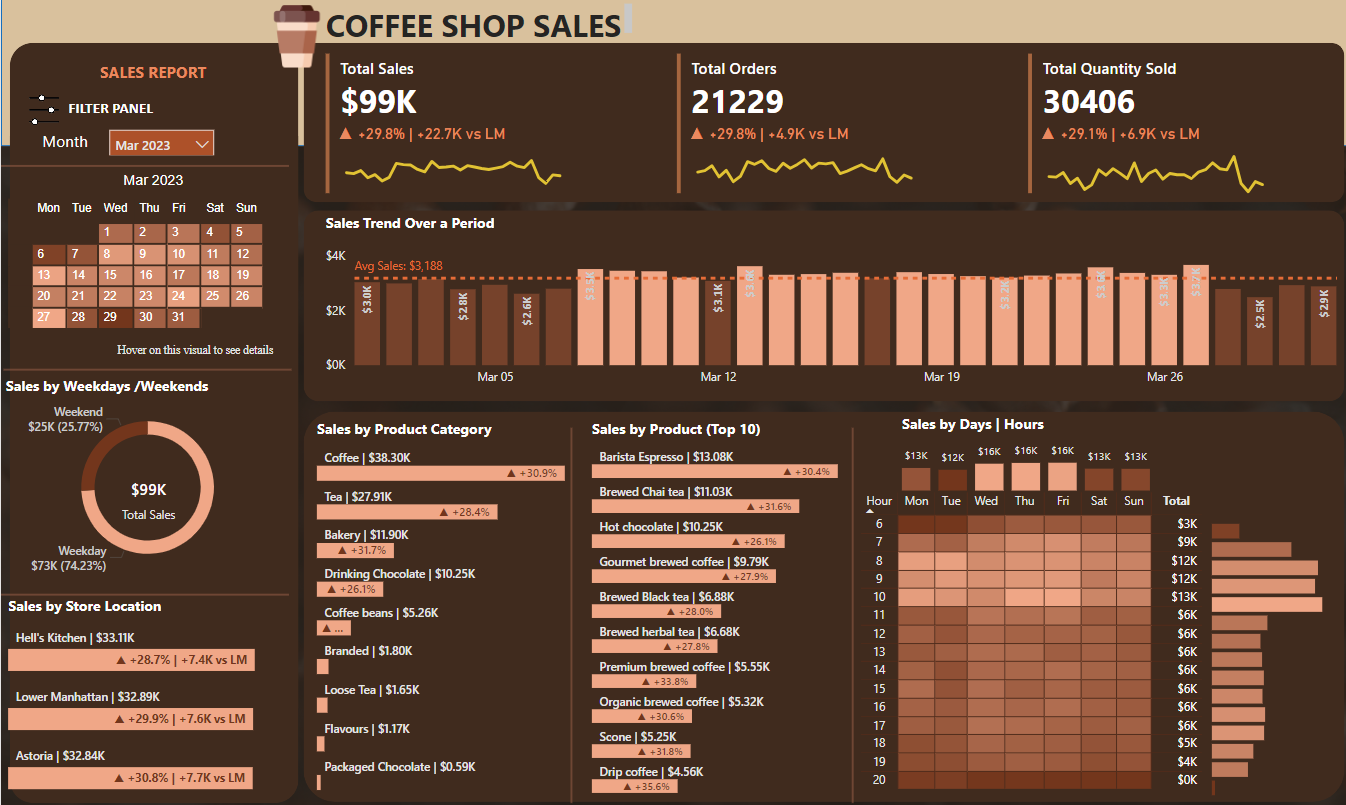 COFFEE SHOP SALES
SALES REPORT
FILTER PANEL
Month Mar 2023
Mar 2023
Mon Tue Wed Thu Fri Sat Sun
1 2 3 4 5
6 7 8 9 10 11 12
13 14 15 16 17 18 19
20 21 22 23 24 25 26
27 28 29 30 31
Hover on this visual to see details
Sales by Weekdays /Weekends
Weekend
$25K (25.77%)
$99K
Total Sales
Weekday
$73K (74.23%)
Sales by Store Location
Hell's Kitchen | $33.11K
▲ +28.7% | +7.4K vs LM
Lower Manhattan | $32.89K
▲ +29.9% | +7.6K vs LM
Astoria | $32.84K
▲ +30.8% | +7.7K vs LM
Total Sales
$99K
▲ +29.8% | +22.7K vs LM
Total Orders
21229
▲ +29.8% | +4.9K vs LM
Total Quantity Sold
30406
▲ +29.1% | +6.9K vs LM
Sales Trend Over a Period
$4K
$2K
$0K
Avg Sales: $3,188
$3.0K
$2.8K
$2.6K
$3.1K
$3.2K
$3.3K
$3.7K
$2.5K
$2.9K
Mar 05 Mar 12 Mar 19 Mar 26
Sales by Product Category
Coffee | $38.30K
▲ +30.9%
Tea | $27.91K
▲ +28.4%
Bakery | $11.90K
▲ +31.7%
Drinking Chocolate | $10.25K
▲ +26.1%
Coffee beans | $5.26K
▲ ...
Branded | $1.80K
Loose Tea | $1.65K
Flavours | $1.17K
Packaged Chocolate | $0.59K
Sales by Product (Top 10)
Barista Espresso | $13.08K
▲ +30.4%
Brewed Chai tea | $11.03K
▲ +31.6%
Hot chocolate | $10.25K
▲ +26.1%
Gourmet brewed coffee | $9.79K
▲ +27.9%
Brewed Black tea | $6.88K
▲ +28.0%
Brewed herbal tea | $6.68K
▲ +27.8%
Premium brewed coffee | $5.55K
▲ +33.8%
Organic brewed coffee | $5.32K
▲ +30.6%
Scone | $5.25K
▲ +31.8%
Drip coffee | $4.56K
▲ +35.6%
Sales by Days | Hours
$13K $12K $16K $16K $16K $13K $13K
Hour Mon Tue Wed Thu Fri Sat Sun Total
6 $3K
7 $9K
8 $12K
9 $12K
10 $13K
11 $6K
12 $6K
13 $6K
14 $6K
15 $6K
16 $6K
17 $6K
18 $5K
19 $4K
20 $0K